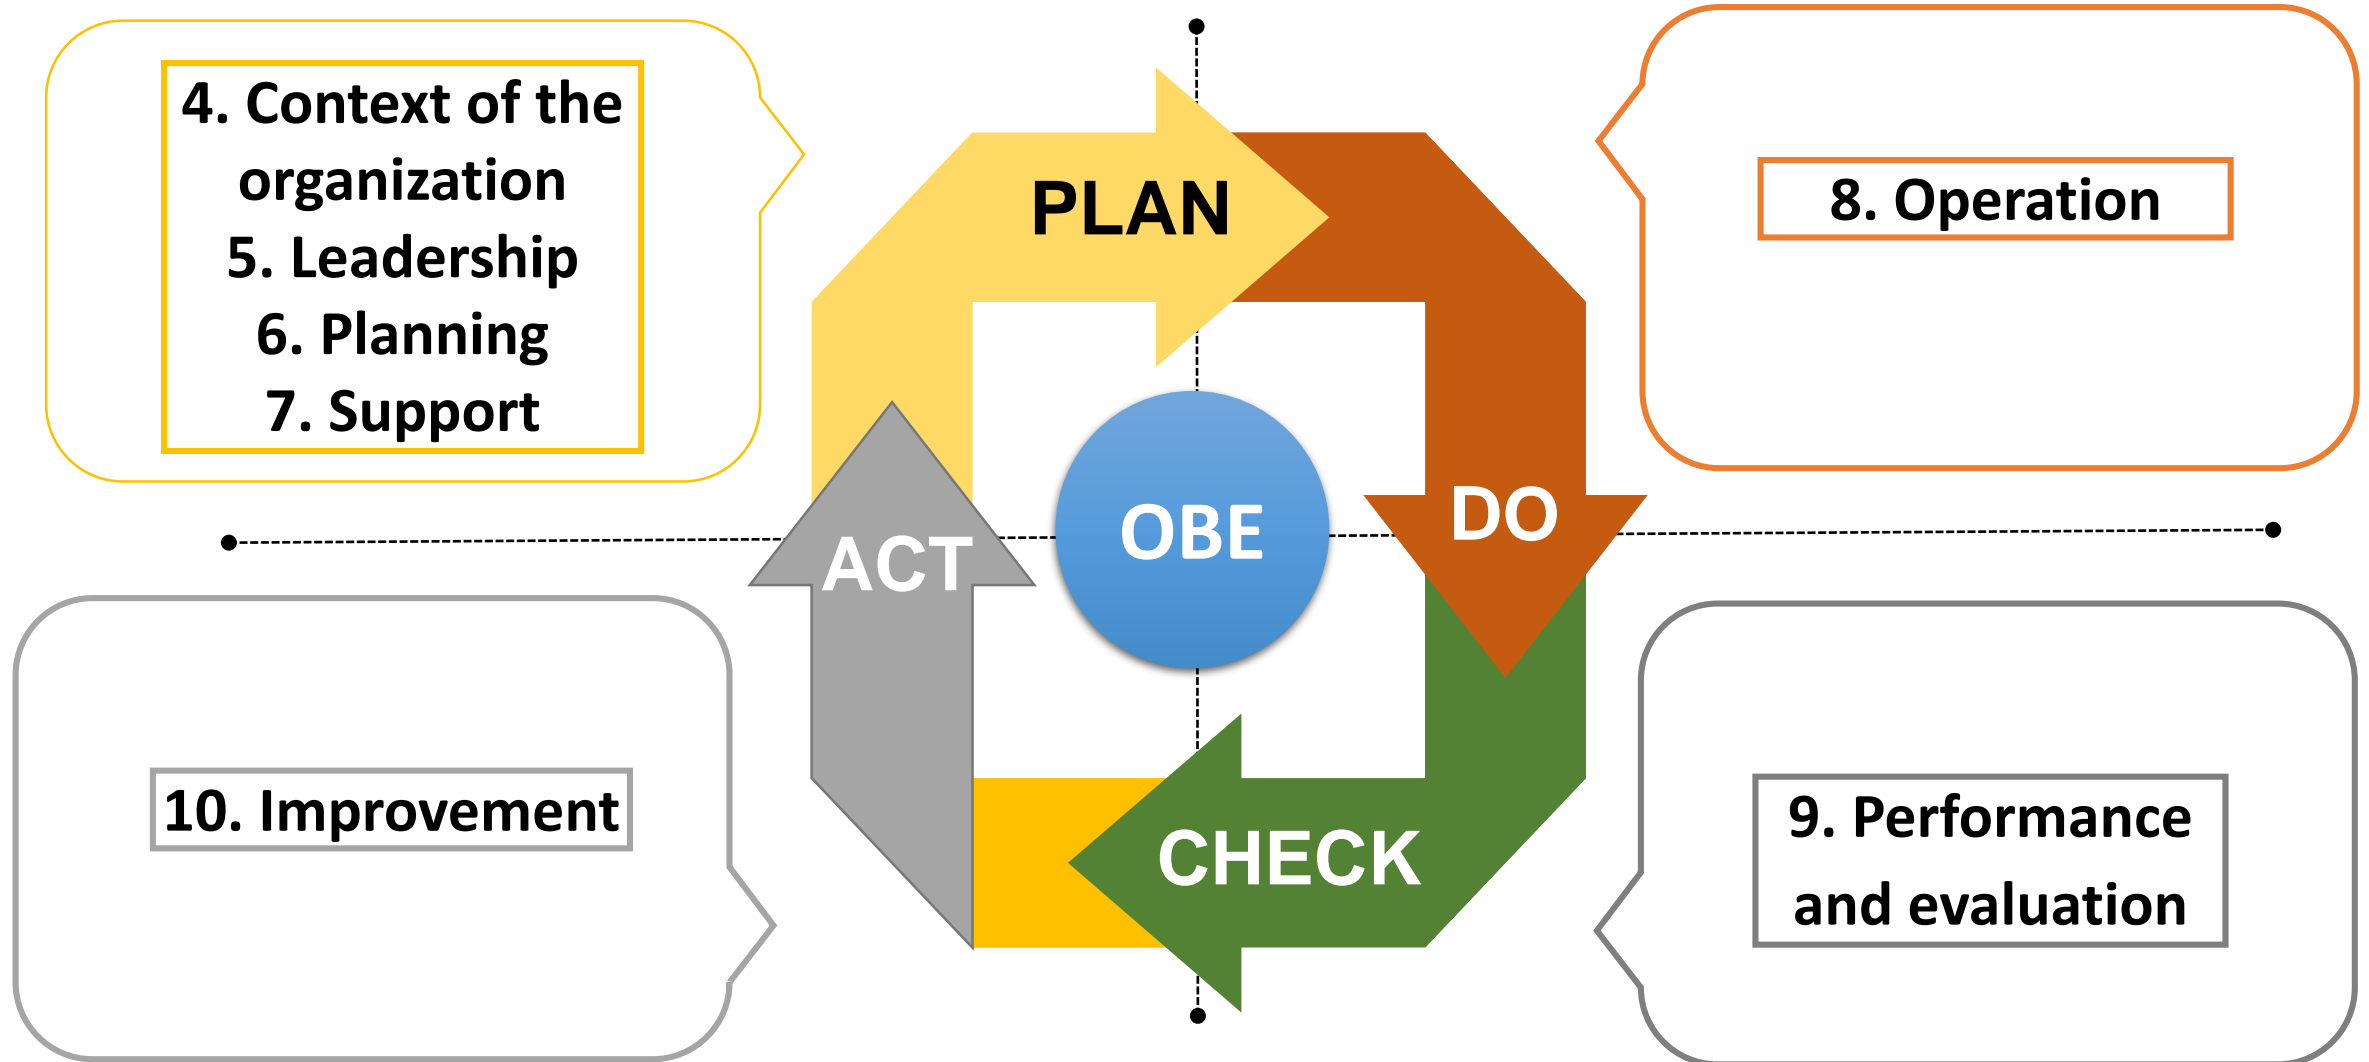 4. Context of the
organization
5. Leadership
6. Planning
7. Support
PLAN
8. Operation
DO
OBE
ACT
10. Improvement
CHECK
9. Performance
and evaluation